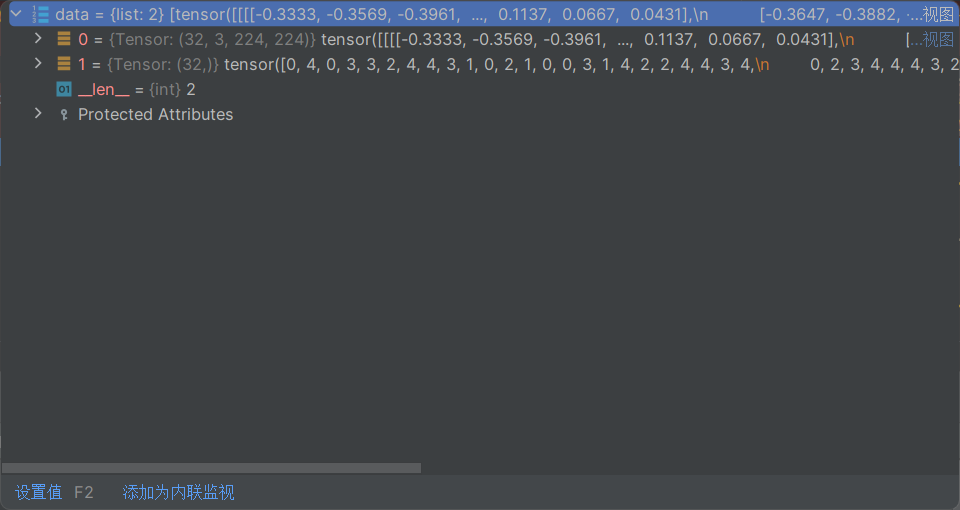 data = {list: 2} [tensor([[[[-0.3333, -0.3569, -0.3961, ..., 0.1137, 0.0667, 0.0431],\n [-0.3647, -0.3882, ...视图
0 = {Tensor: (32, 3, 224, 224)} tensor([[[[-0.3333, -0.3569, -0.3961, ..., 0.1137, 0.0667, 0.0431],\n [...视图
1 = {Tensor: (32,)} tensor([0, 4, 0, 3, 3, 2, 4, 4, 3, 1, 0, 2, 1, 0, 0, 3, 1, 4, 2, 2, 4, 4, 3, 4,\n 0, 2, 3, 4, 4, 4, 3, 2
01 __len__ = {int} 2
Protected Attributes
设置值 F2 添加为内联监视